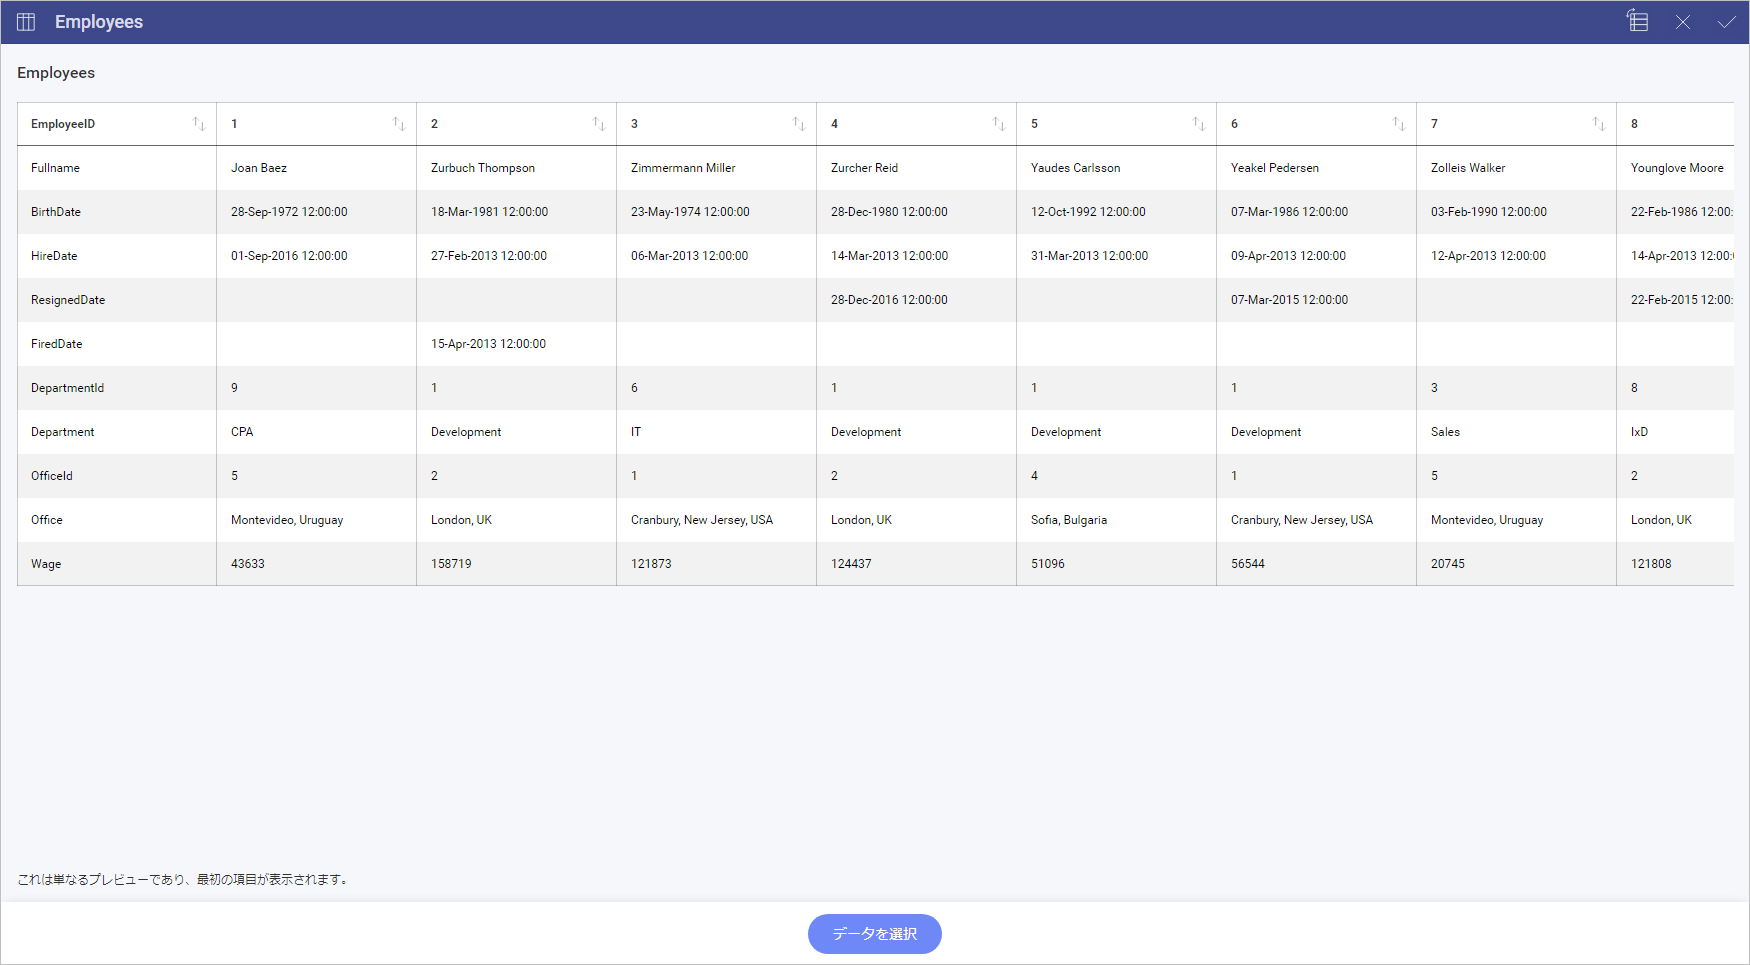 Employees
Employees
EmployeeID 1 2 3 4 5 6 7 8
Fullname Joan Baez Zurbuch Thompson Zimmermann Miller Zurcher Reid Yaudes Carlsson Yeakel Pedersen Zolleis Walker Younglove Moore
BirthDate 28-Sep-1972 12:00:00 18-Mar-1981 12:00:00 23-May-1974 12:00:00 28-Dec-1980 12:00:00 12-Oct-1992 12:00:00 07-Mar-1986 12:00:00 03-Feb-1990 12:00:00 22-Feb-1986 12:00:
HireDate 01-Sep-2016 12:00:00 27-Feb-2013 12:00:00 06-Mar-2013 12:00:00 14-Mar-2013 12:00:00 31-Mar-2013 12:00:00 09-Apr-2013 12:00:00 12-Apr-2013 12:00:00 14-Apr-2013 12:00:
ResignedDate 28-Dec-2016 12:00:00 07-Mar-2015 12:00:00 22-Feb-2015 12:00:
FiredDate 15-Apr-2013 12:00:00
DepartmentId 9 1 6 1 1 1 3 8
Department CPA Development IT Development Development Development Sales IxD
OfficeId 5 2 1 2 4 1 5 2
Office Montevideo, Uruguay London, UK Cranbury, New Jersey, USA London, UK Sofia, Bulgaria Cranbury, New Jersey, USA Montevideo, Uruguay London, UK
Wage 43633 158719 121873 124437 51096 56544 20745 121808
これは単なるプレビューであり、最初の項目が表示されます。
データを選択